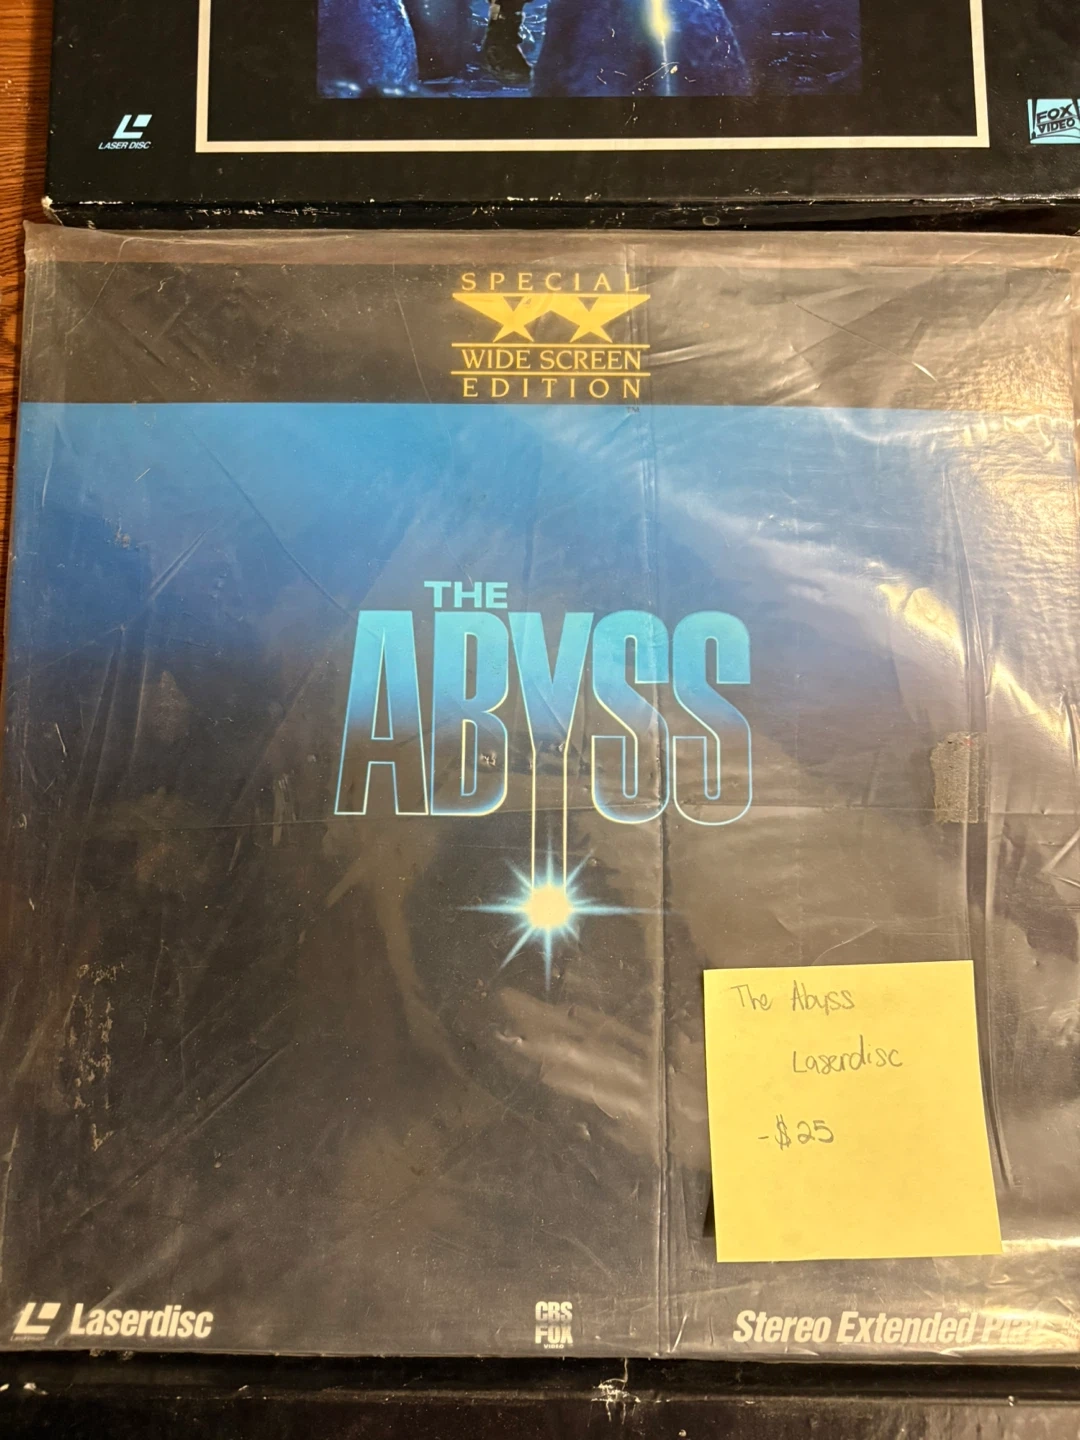 LASER DISC
FOX
VIDEO
SPECIAL
WIDE SCREEN
EDITION
THE
ABYSS
The Abyss
Laserdisc
-$25
Laserdisc
CBS
FOX
VIDEO
Stereo Extended Play